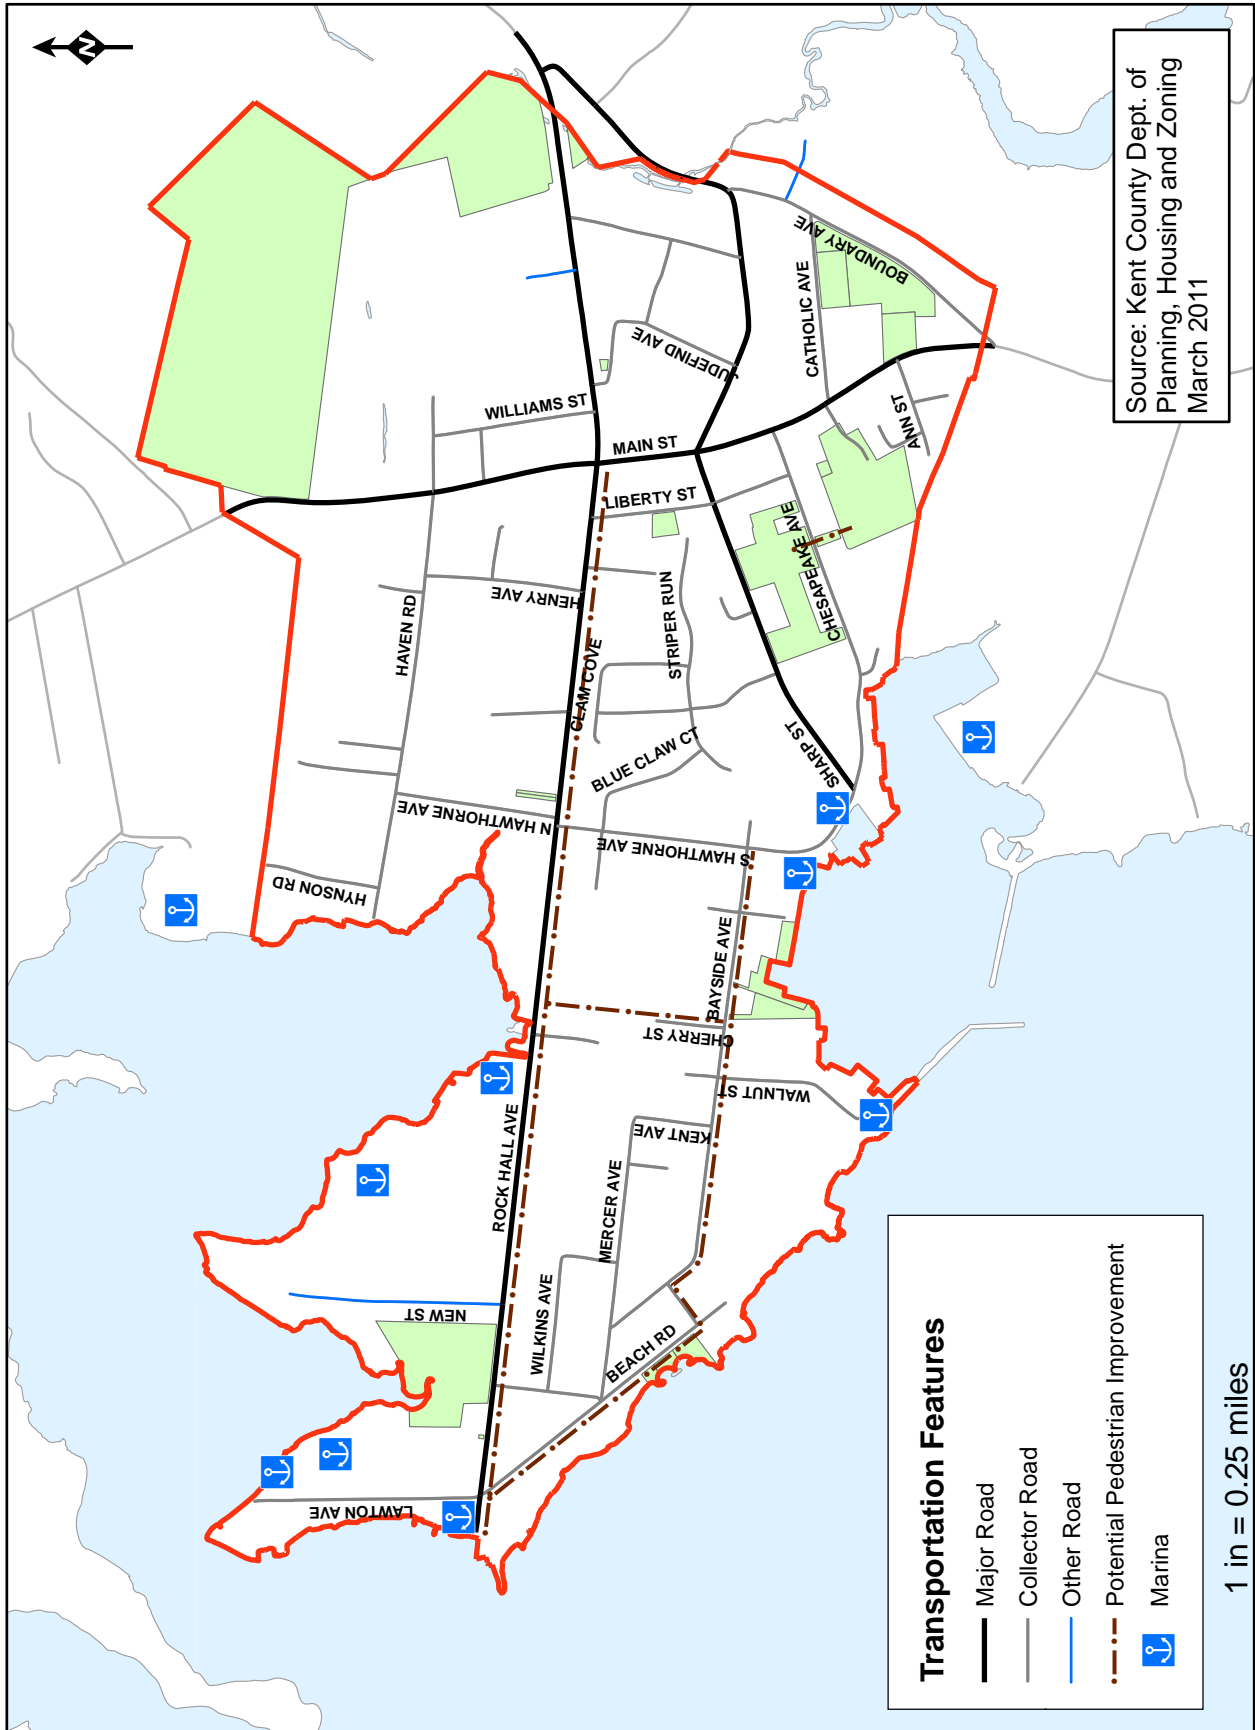 N
HYNSON RD
HAVEN RD
WILLIAMS ST
N HAWTHORNE AVE
HENRY AVE
MAIN ST
LIBERTY ST
JUDEFIND AVE
CLAM COVE
STRIPER RUN
BLUE CLAW CT
S HAWTHORNE AVE
SHARP ST
CHESAPEAKE AVE
CATHOLIC AVE
BOUNDARY AVE
ANN ST
LAWTON AVE
NEW ST
ROCK HALL AVE
WILKINS AVE
MERCER AVE
BEACH RD
KENT AVE
WALNUT ST
CHERRY ST
BAYSIDE AVE
Transportation Features
Major Road
Collector Road
Other Road
Potential Pedestrian Improvement
Marina
1 in = 0.25 miles
Source: Kent County Dept. of
Planning, Housing and Zoning
March 2011